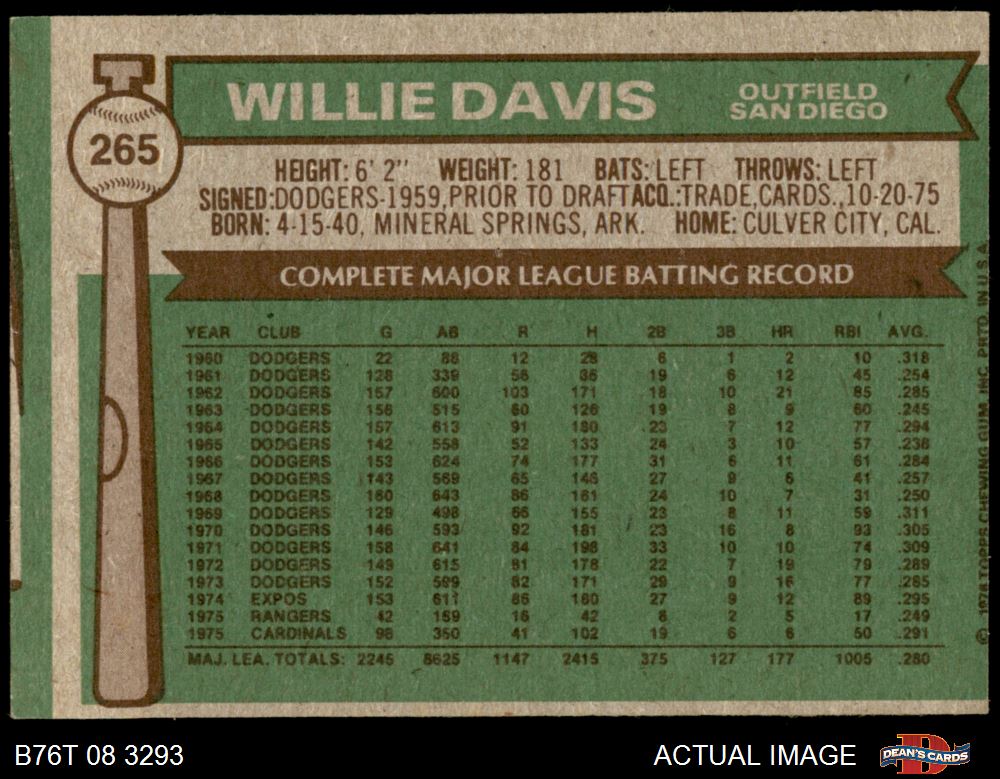 WILLIE DAVIS
OUTFIELD
SAN DIEGO
265
HEIGHT: 6' 2" WEIGHT: 181 BATS: LEFT THROWS: LEFT
SIGNED: DODGERS-1959, PRIOR TO DRAFT ACQ.: TRADE, CARDS., 10-20-75
BORN: 4-15-40, MINERAL SPRINGS, ARK. HOME: CULVER CITY, CAL.
COMPLETE MAJOR LEAGUE BATTING RECORD
YEAR CLUB G AB R H 2B 3B HR RBI AVG.
1960 DODGERS 22 88 12 28 6 1 2 10 .318
1961 DODGERS 128 339 56 86 19 6 12 45 .254
1962 DODGERS 157 600 103 171 18 10 21 85 .285
1963 DODGERS 156 515 60 126 19 8 9 60 .245
1964 DODGERS 157 613 91 180 23 7 12 77 .294
1965 DODGERS 142 558 52 133 24 3 10 57 .238
1966 DODGERS 153 624 74 177 31 6 11 61 .284
1967 DODGERS 143 569 65 146 27 9 6 41 .257
1968 DODGERS 160 643 86 161 24 10 7 31 .250
1969 DODGERS 129 498 66 155 23 8 11 59 .311
1970 DODGERS 146 593 92 181 23 16 8 93 .305
1971 DODGERS 158 641 84 198 33 10 10 74 .309
1972 DODGERS 149 615 81 178 22 7 19 79 .289
1973 DODGERS 152 599 82 171 29 9 16 77 .285
1974 EXPOS 153 611 86 180 27 9 12 89 .295
1975 RANGERS 42 169 16 42 8 2 5 17 .249
1975 CARDINALS 98 350 41 102 19 6 6 50 .291
MAJ. LEA. TOTALS: 2245 8625 1147 2415 375 127 177 1005 .280
© 1976 TOPPS CHEWING GUM, INC. PRTD. IN U.S.A.
B76T 08 3293
ACTUAL IMAGE
DEAN'S CARDS